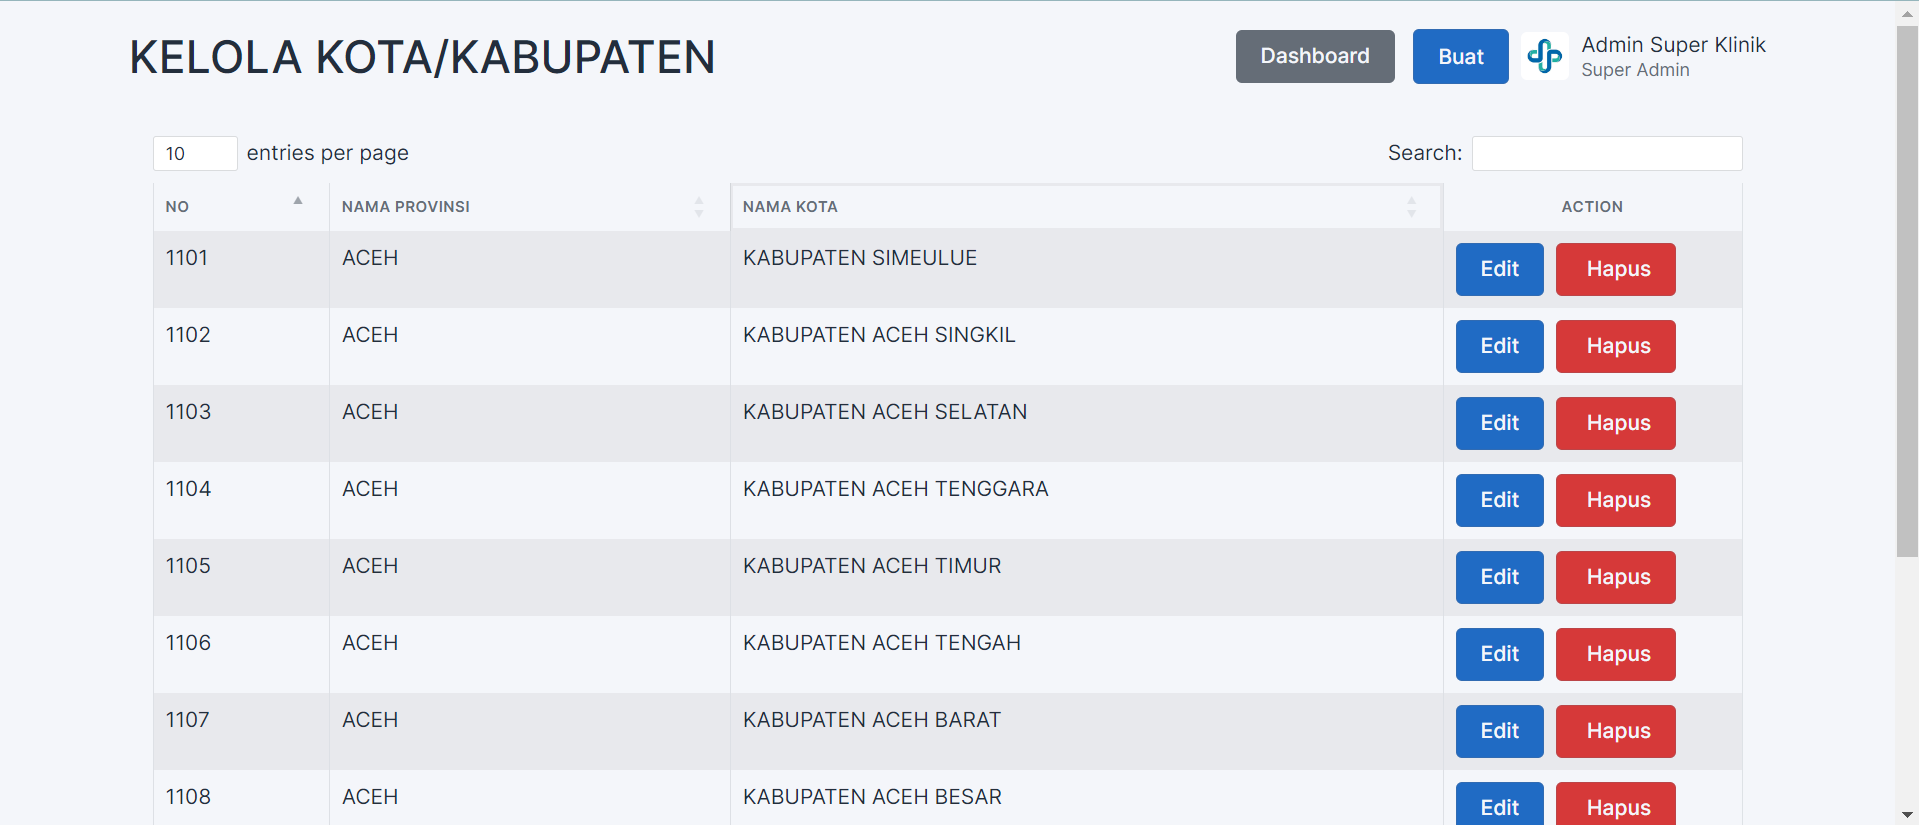 KELOLA KOTA/KABUPATEN
Dashboard Buat Admin Super Klinik
Super Admin
10 entries per page Search:
NO NAMA PROVINSI NAMA KOTA ACTION
1101 ACEH KABUPATEN SIMEULUE Edit Hapus
1102 ACEH KABUPATEN ACEH SINGKIL Edit Hapus
1103 ACEH KABUPATEN ACEH SELATAN Edit Hapus
1104 ACEH KABUPATEN ACEH TENGGARA Edit Hapus
1105 ACEH KABUPATEN ACEH TIMUR Edit Hapus
1106 ACEH KABUPATEN ACEH TENGAH Edit Hapus
1107 ACEH KABUPATEN ACEH BARAT Edit Hapus
1108 ACEH KABUPATEN ACEH BESAR Edit Hapus